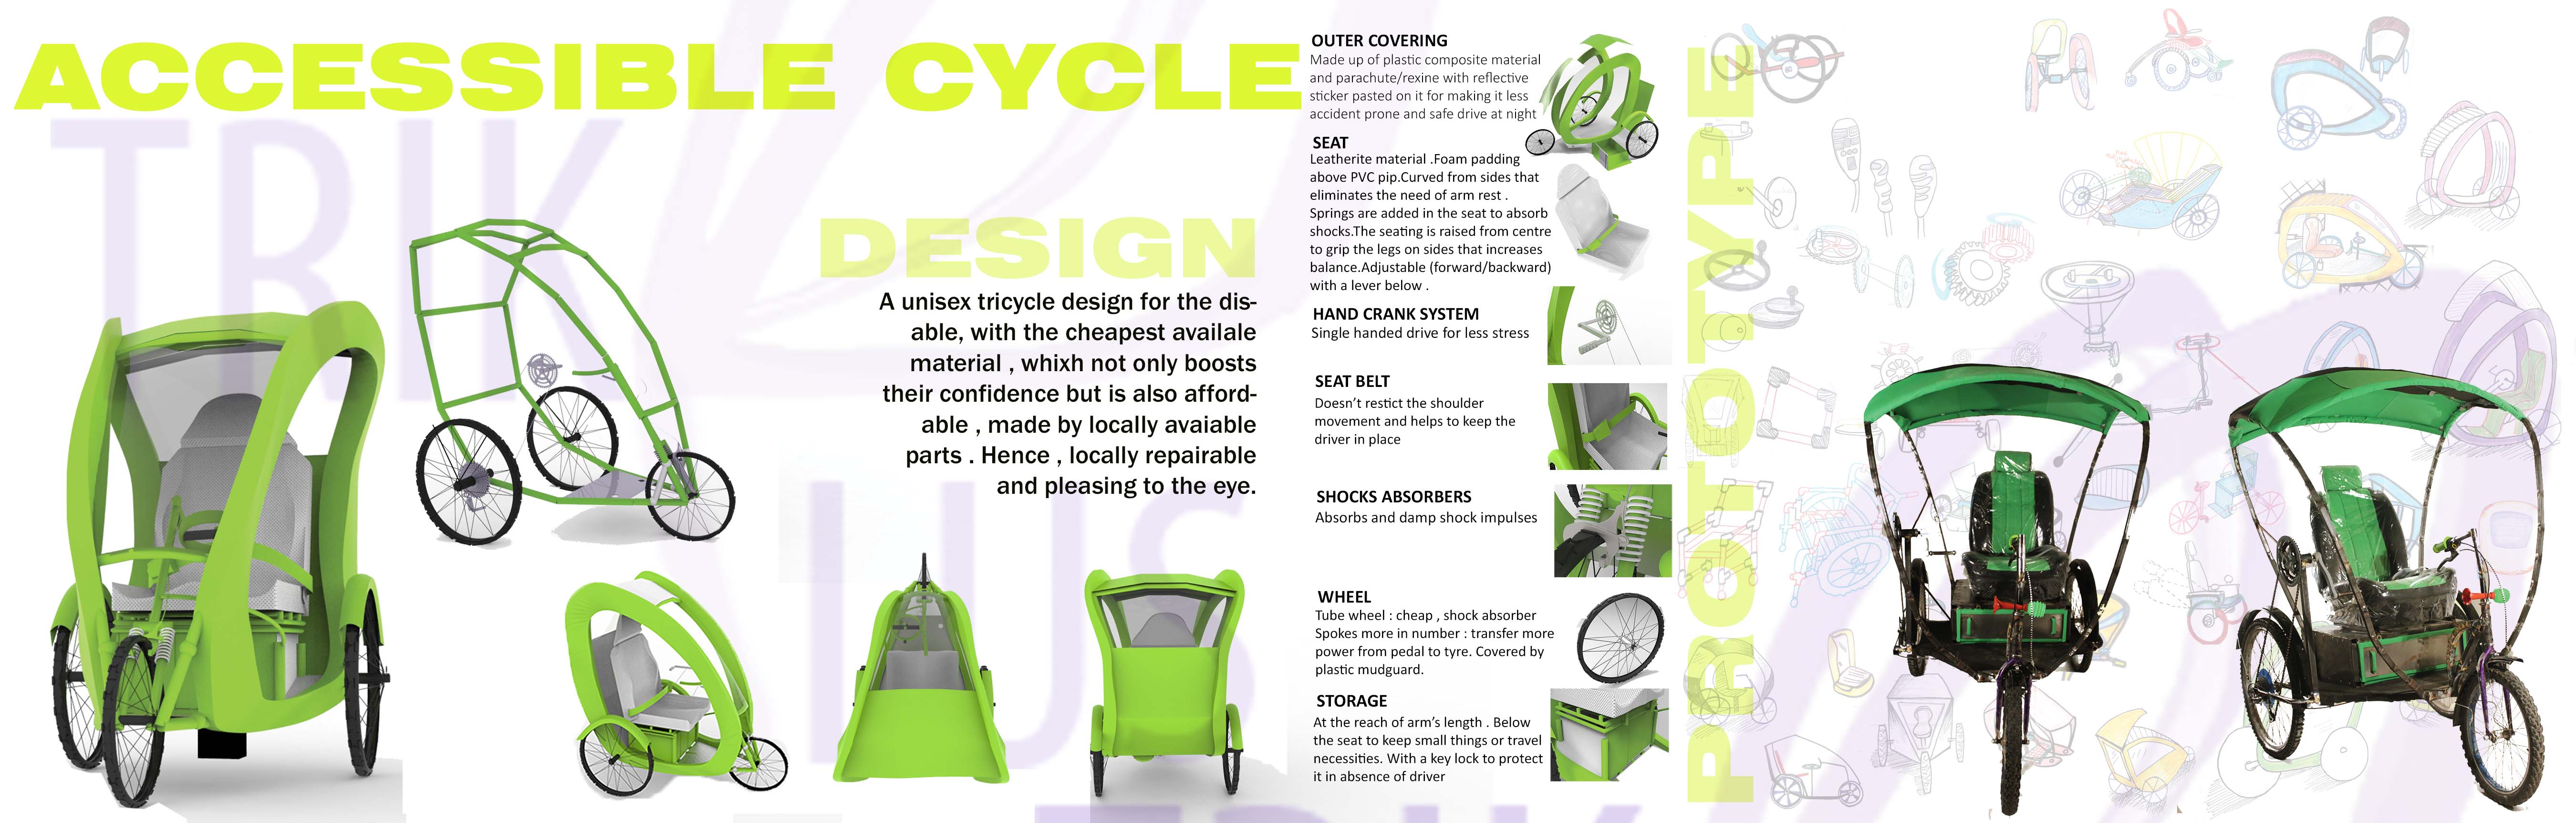 ACCESSIBLE CYCLE
TRIK
US
DESIGN
A unisex tricycle design for the dis-
able, with the cheapest availale
material , whixh not only boosts
their confidence but is also afford-
able , made by locally avaiable
parts . Hence , locally repairable
and pleasing to the eye.
OUTER COVERING
Made up of plastic composite material
and parachute/rexine with reflective
sticker pasted on it for making it less
accident prone and safe drive at night
SEAT
Leatherite material .Foam padding
above PVC pip.Curved from sides that
eliminates the need of arm rest .
Springs are added in the seat to absorb
shocks.The seating is raised from centre
to grip the legs on sides that increases
balance.Adjustable (forward/backward)
with a lever below .
HAND CRANK SYSTEM
Single handed drive for less stress
SEAT BELT
Doesn't restict the shoulder
movement and helps to keep the
driver in place
SHOCKS ABSORBERS
Absorbs and damp shock impulses
WHEEL
Tube wheel : cheap , shock absorber
Spokes more in number : transfer more
power from pedal to tyre. Covered by
plastic mudguard.
STORAGE
At the reach of arm's length . Below
the seat to keep small things or travel
necessities. With a key lock to protect
it in absence of driver
PROTOTYPE